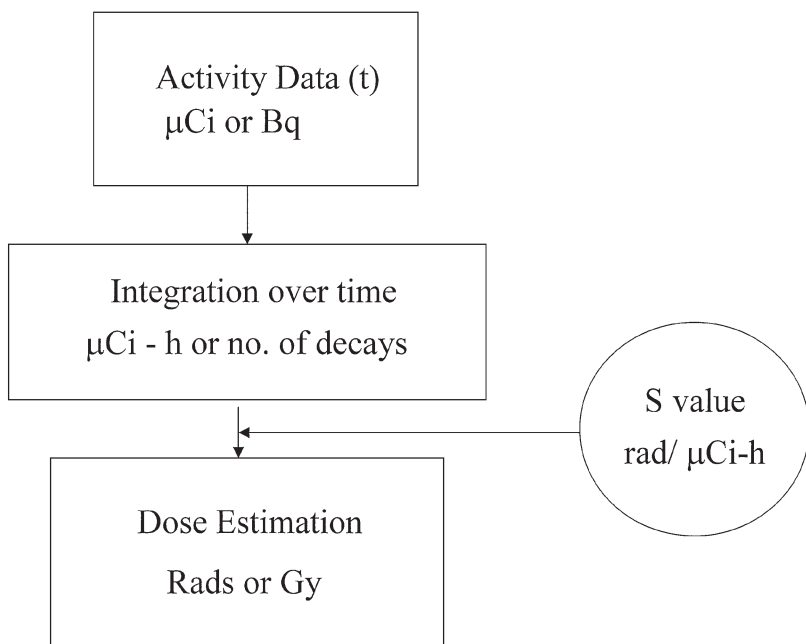 Activity Data (t)
μCi or Bq
Integration over time
μCi - h or no. of decays
S value
rad/ μCi-h
Dose Estimation
Rads or Gy